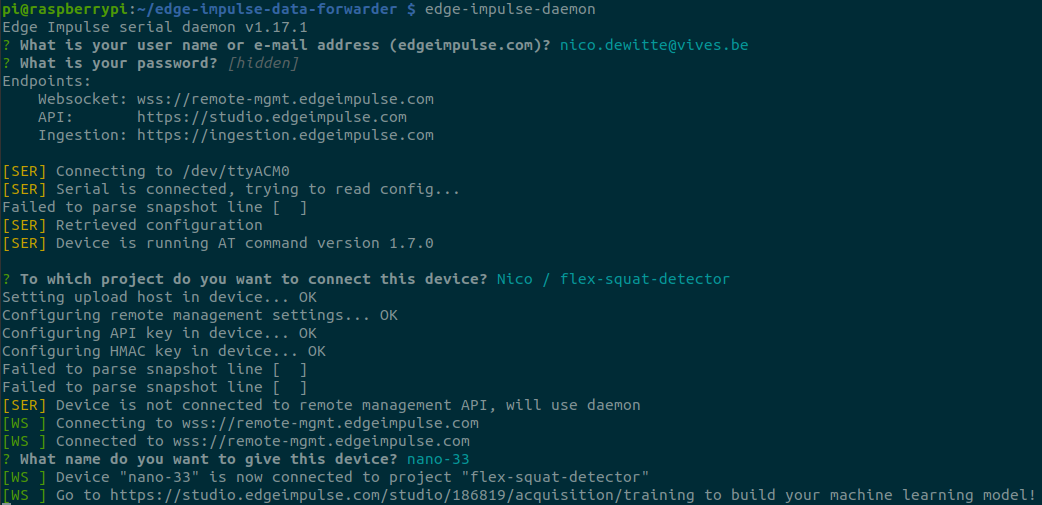 pi@raspberrypi:~/edge-impulse-data-forwarder $ edge-impulse-daemon
Edge Impulse serial daemon v1.17.1
? What is your user name or e-mail address (edgeimpulse.com)? nico.dewitte@vives.be
? What is your password? [hidden]
Endpoints:
    Websocket: wss://remote-mgmt.edgeimpulse.com
    API:       https://studio.edgeimpulse.com
    Ingestion: https://ingestion.edgeimpulse.com

[SER] Connecting to /dev/ttyACM0
[SER] Serial is connected, trying to read config...
Failed to parse snapshot line [  ]
[SER] Retrieved configuration
[SER] Device is running AT command version 1.7.0

? To which project do you want to connect this device? Nico / flex-squat-detector
Setting upload host in device... OK
Configuring remote management settings... OK
Configuring API key in device... OK
Configuring HMAC key in device... OK
Failed to parse snapshot line [  ]
Failed to parse snapshot line [  ]
[SER] Device is not connected to remote management API, will use daemon
[WS ] Connecting to wss://remote-mgmt.edgeimpulse.com
[WS ] Connected to wss://remote-mgmt.edgeimpulse.com
? What name do you want to give this device? nano-33
[WS ] Device "nano-33" is now connected to project "flex-squat-detector"
[WS ] Go to https://studio.edgeimpulse.com/studio/186819/acquisition/training to build your machine learning model!